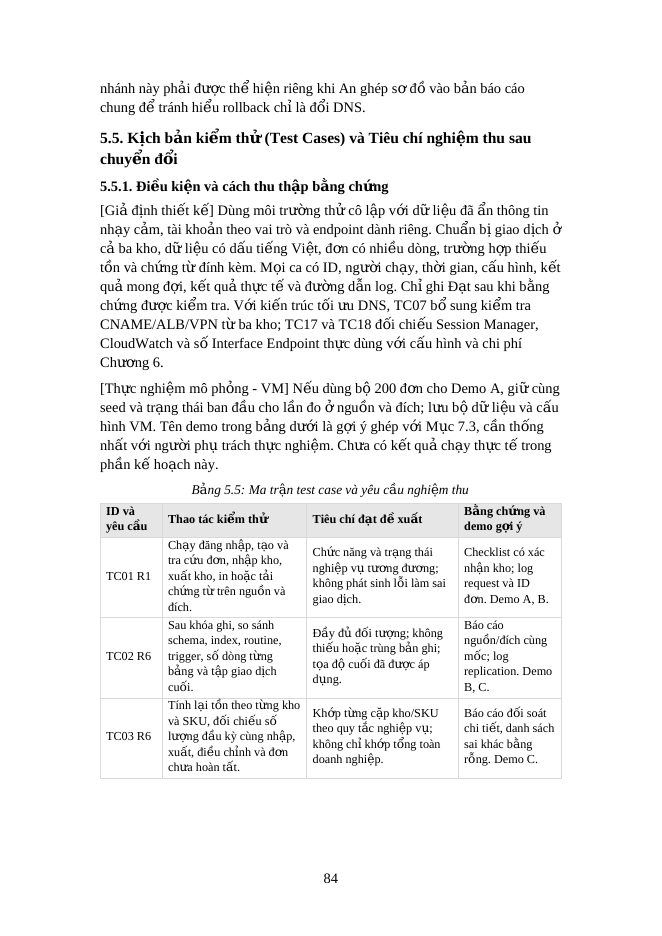 nhánh này phải được thể hiện riêng khi An ghép sơ đồ vào bản báo cáo
chung để tránh hiểu rollback chỉ là đổi DNS.
5.5. Kịch bản kiểm thử (Test Cases) và Tiêu chí nghiệm thu sau
chuyển đổi
5.5.1. Điều kiện và cách thu thập bằng chứng
[Giả định thiết kế] Dùng môi trường thử cô lập với dữ liệu đã ẩn thông tin
nhạy cảm, tài khoản theo vai trò và endpoint dành riêng. Chuẩn bị giao dịch ở
cả ba kho, dữ liệu có dấu tiếng Việt, đơn có nhiều dòng, trường hợp thiếu
tồn và chứng từ đính kèm. Mọi ca có ID, người chạy, thời gian, cấu hình, kết
quả mong đợi, kết quả thực tế và đường dẫn log. Chỉ ghi Đạt sau khi bằng
chứng được kiểm tra. Với kiến trúc tối ưu DNS, TC07 bổ sung kiểm tra
CNAME/ALB/VPN từ ba kho; TC17 và TC18 đối chiếu Session Manager,
CloudWatch và số Interface Endpoint thực dùng với cấu hình và chi phí
Chương 6.
[Thực nghiệm mô phỏng - VM] Nếu dùng bộ 200 đơn cho Demo A, giữ cùng
seed và trạng thái ban đầu cho lần đo ở nguồn và đích; lưu bộ dữ liệu và cấu
hình VM. Tên demo trong bảng dưới là gợi ý ghép với Mục 7.3, cần thống
nhất với người phụ trách thực nghiệm. Chưa có kết quả chạy thực tế trong
phần kế hoạch này.
Bảng 5.5: Ma trận test case và yêu cầu nghiệm thu
ID và
yêu cầu
Thao tác kiểm thử
Tiêu chí đạt đề xuất
Bằng chứng và
demo gợi ý
TC01 R1
Chạy đăng nhập, tạo và
tra cứu đơn, nhập kho,
xuất kho, in hoặc tải
chứng từ trên nguồn và
đích.
Chức năng và trạng thái
nghiệp vụ tương đương;
không phát sinh lỗi làm sai
giao dịch.
Checklist có xác
nhận kho; log
request và ID
đơn. Demo A, B.
TC02 R6
Sau khóa ghi, so sánh
schema, index, routine,
trigger, số dòng từng
bảng và tập giao dịch
cuối.
Đầy đủ đối tượng; không
thiếu hoặc trùng bản ghi;
tọa độ cuối đã được áp
dụng.
Báo cáo
nguồn/đích cùng
mốc; log
replication. Demo
B, C.
TC03 R6
Tính lại tồn theo từng kho
và SKU, đối chiếu số
lượng đầu kỳ cùng nhập,
xuất, điều chỉnh và đơn
chưa hoàn tất.
Khớp từng cặp kho/SKU
theo quy tắc nghiệp vụ;
không chỉ khớp tổng toàn
doanh nghiệp.
Báo cáo đối soát
chi tiết, danh sách
sai khác bằng
rỗng. Demo C.
84